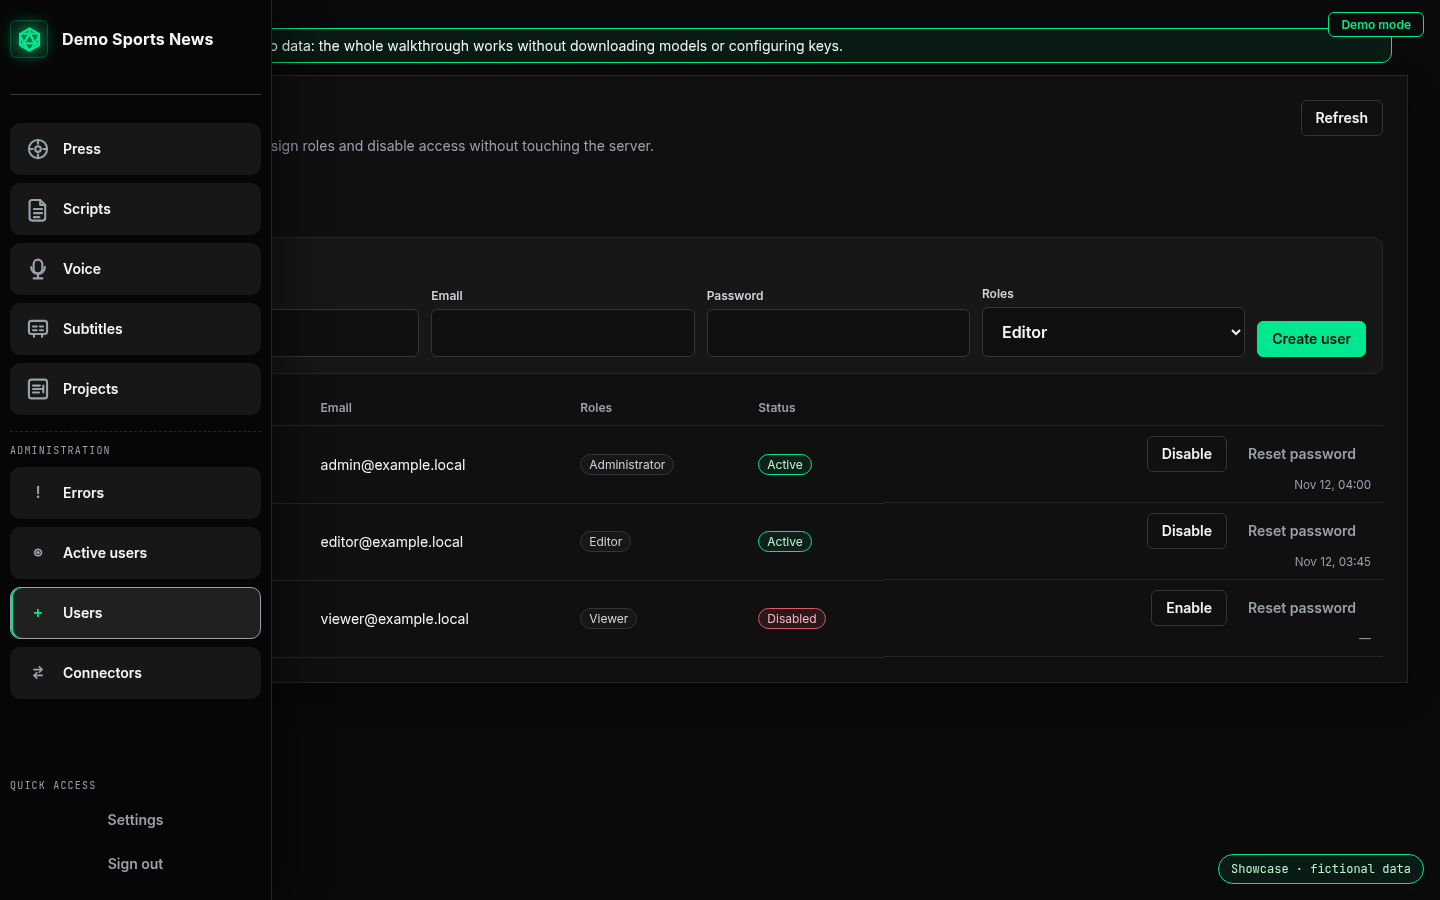 Demo Sports News
Demo mode
data: the whole walkthrough works without downloading models or configuring keys.
Press
Scripts
Voice
Subtitles
Projects
ADMINISTRATION
! Errors
Active users
+ Users
Connectors
QUICK ACCESS
Settings
Sign out
Refresh
roles and disable access without touching the server.
Email
Password
Roles
Editor
Create user
Email Roles Status
admin@example.local Administrator Active Disable Reset password
Nov 12, 04:00
editor@example.local Editor Active Disable Reset password
Nov 12, 03:45
viewer@example.local Viewer Disabled Enable Reset password
—
Showcase · fictional data